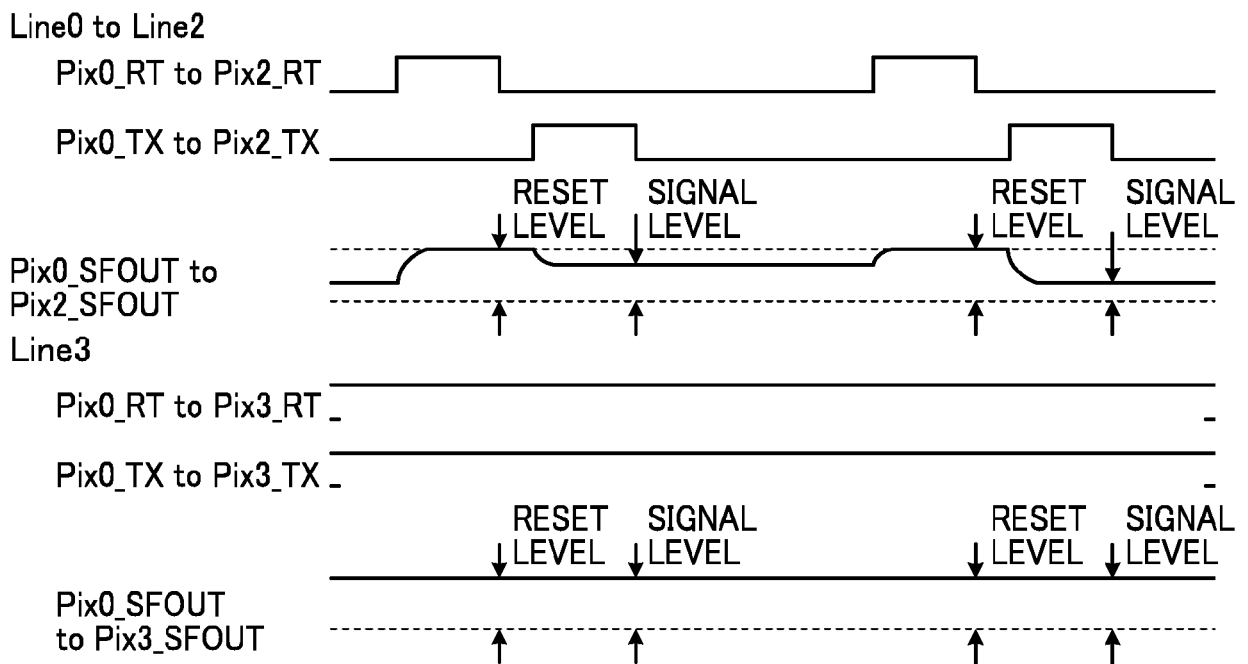 Line0 to Line2
Pix0_RT to Pix2_RT
Pix0_TX to Pix2_TX
RESET LEVEL
SIGNAL LEVEL
RESET LEVEL
SIGNAL LEVEL
Pix0_SFOUT to
Pix2_SFOUT
Line3
Pix0_RT to Pix3_RT
Pix0_TX to Pix3_TX
RESET LEVEL
SIGNAL LEVEL
RESET LEVEL
SIGNAL LEVEL
Pix0_SFOUT
to Pix3_SFOUT